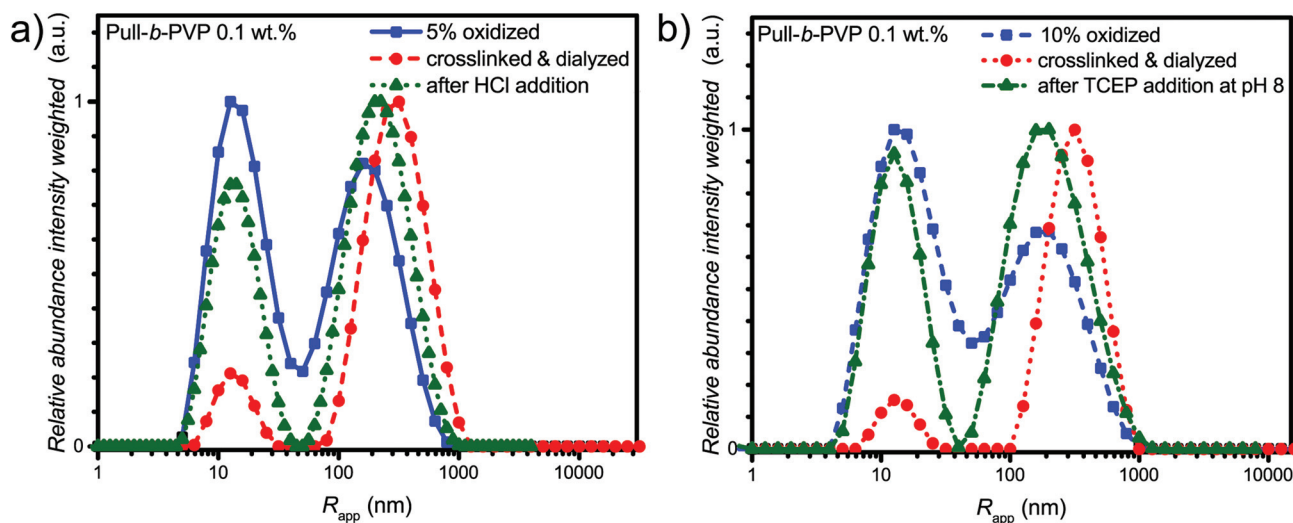 a)
Pull-b-PVP 0.1 wt.%
5% oxidized
crosslinked & dialyzed
after HCl addition
Relative abundance intensity weighted (a.u.)
1
0
1 10 100 1000 10000
R_app (nm)
b)
Pull-b-PVP 0.1 wt.%
10% oxidized
crosslinked & dialyzed
after TCEP addition at pH 8
Relative abundance intensity weighted (a.u.)
1
0
1 10 100 1000 10000
R_app (nm)